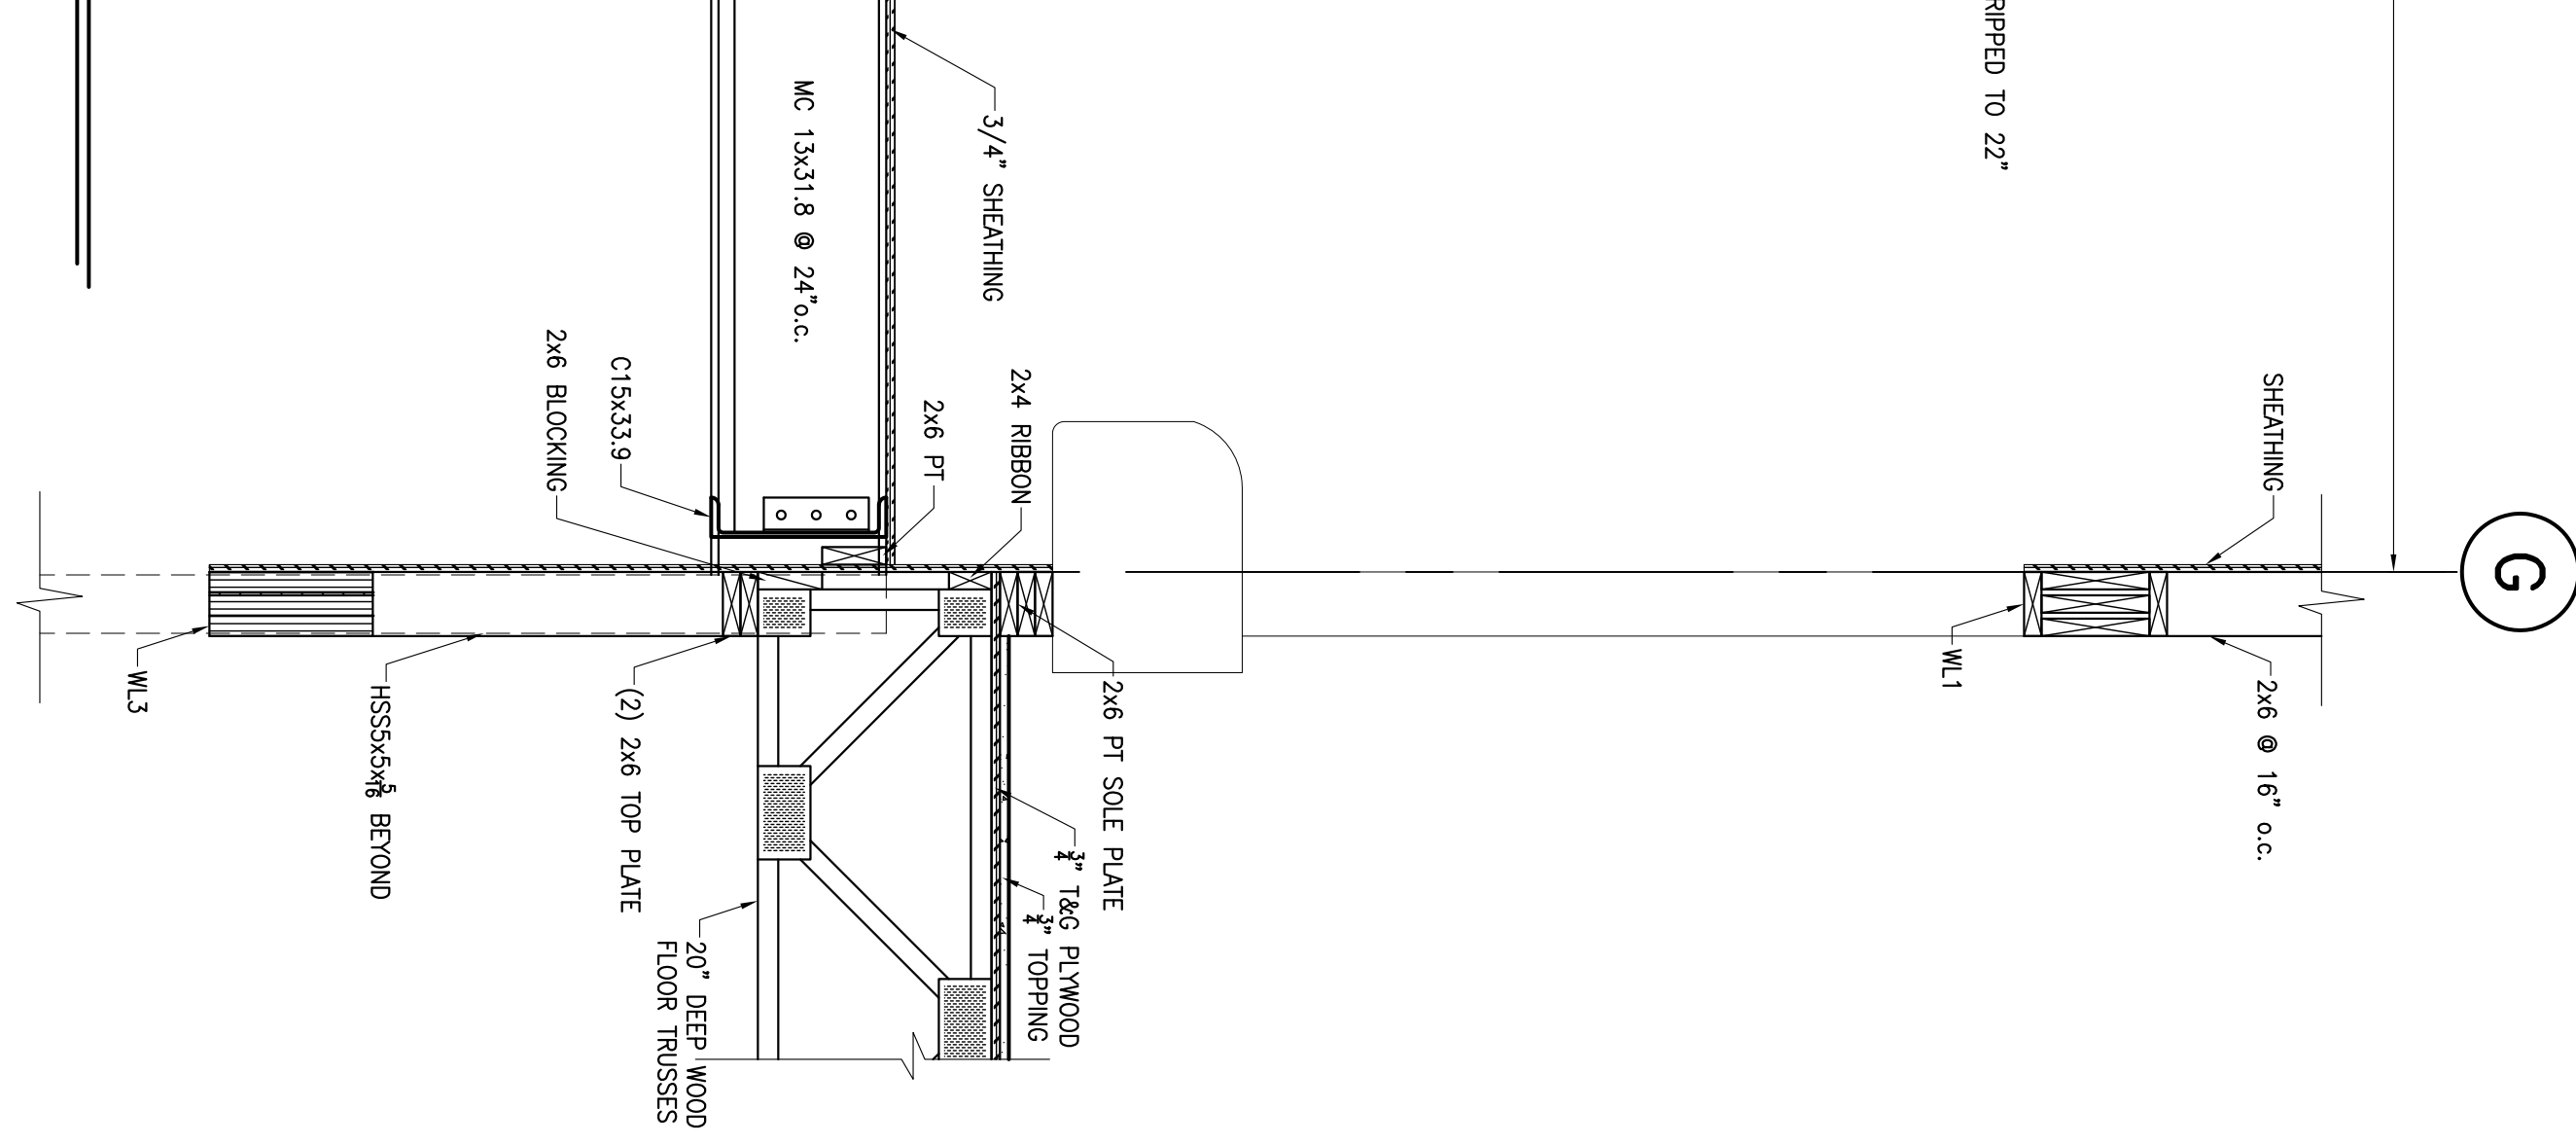 G
SHEATHING
2x6 @ 16" o.c.
RIPPED TO 22"
WL1
2x6 PT SOLE PLATE
3/4" T&G PLYWOOD
3/4" TOPPING
2x4 RIBBON
3/4" SHEATHING
2x6 PT
MC 13x31.8 @ 24"o.c.
20" DEEP WOOD
FLOOR TRUSSES
C15x33.9
(2) 2x6 TOP PLATE
2x6 BLOCKING
HSS5x5x5/16 BEYOND
WL3